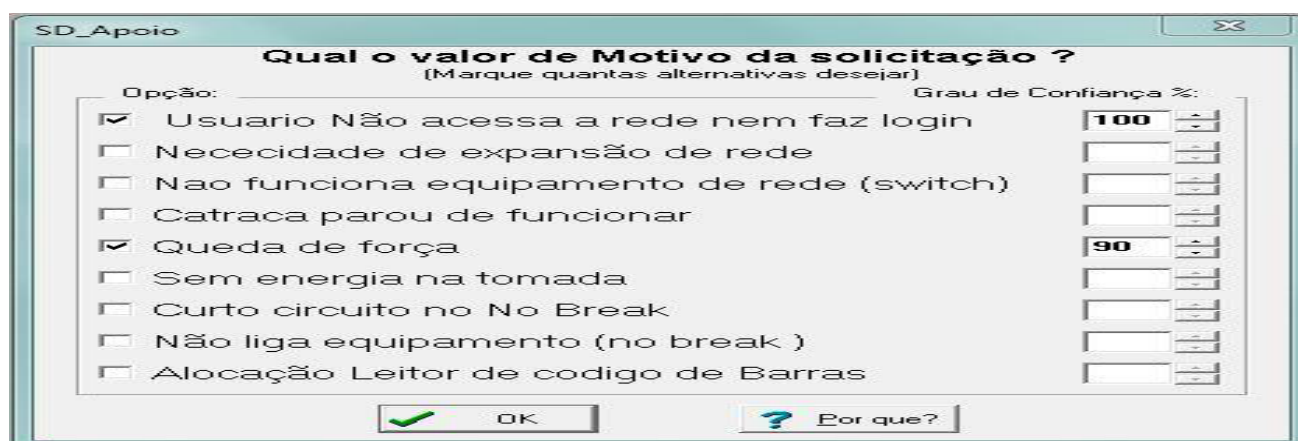 SD_Apoio
Qual o valor de Motivo da solicitação ?
(Marque quantas alternativas desejar)
Opção: Grau de Confiança %:
Usuario Não acessa a rede nem faz login 100
Nececidade de expansão de rede
Nao funciona equipamento de rede (switch)
Catraca parou de funcionar
Queda de força 90
Sem energia na tomada
Curto circuito no No Break
Não liga equipamento (no break )
Alocação Leitor de codigo de Barras
OK Por que?